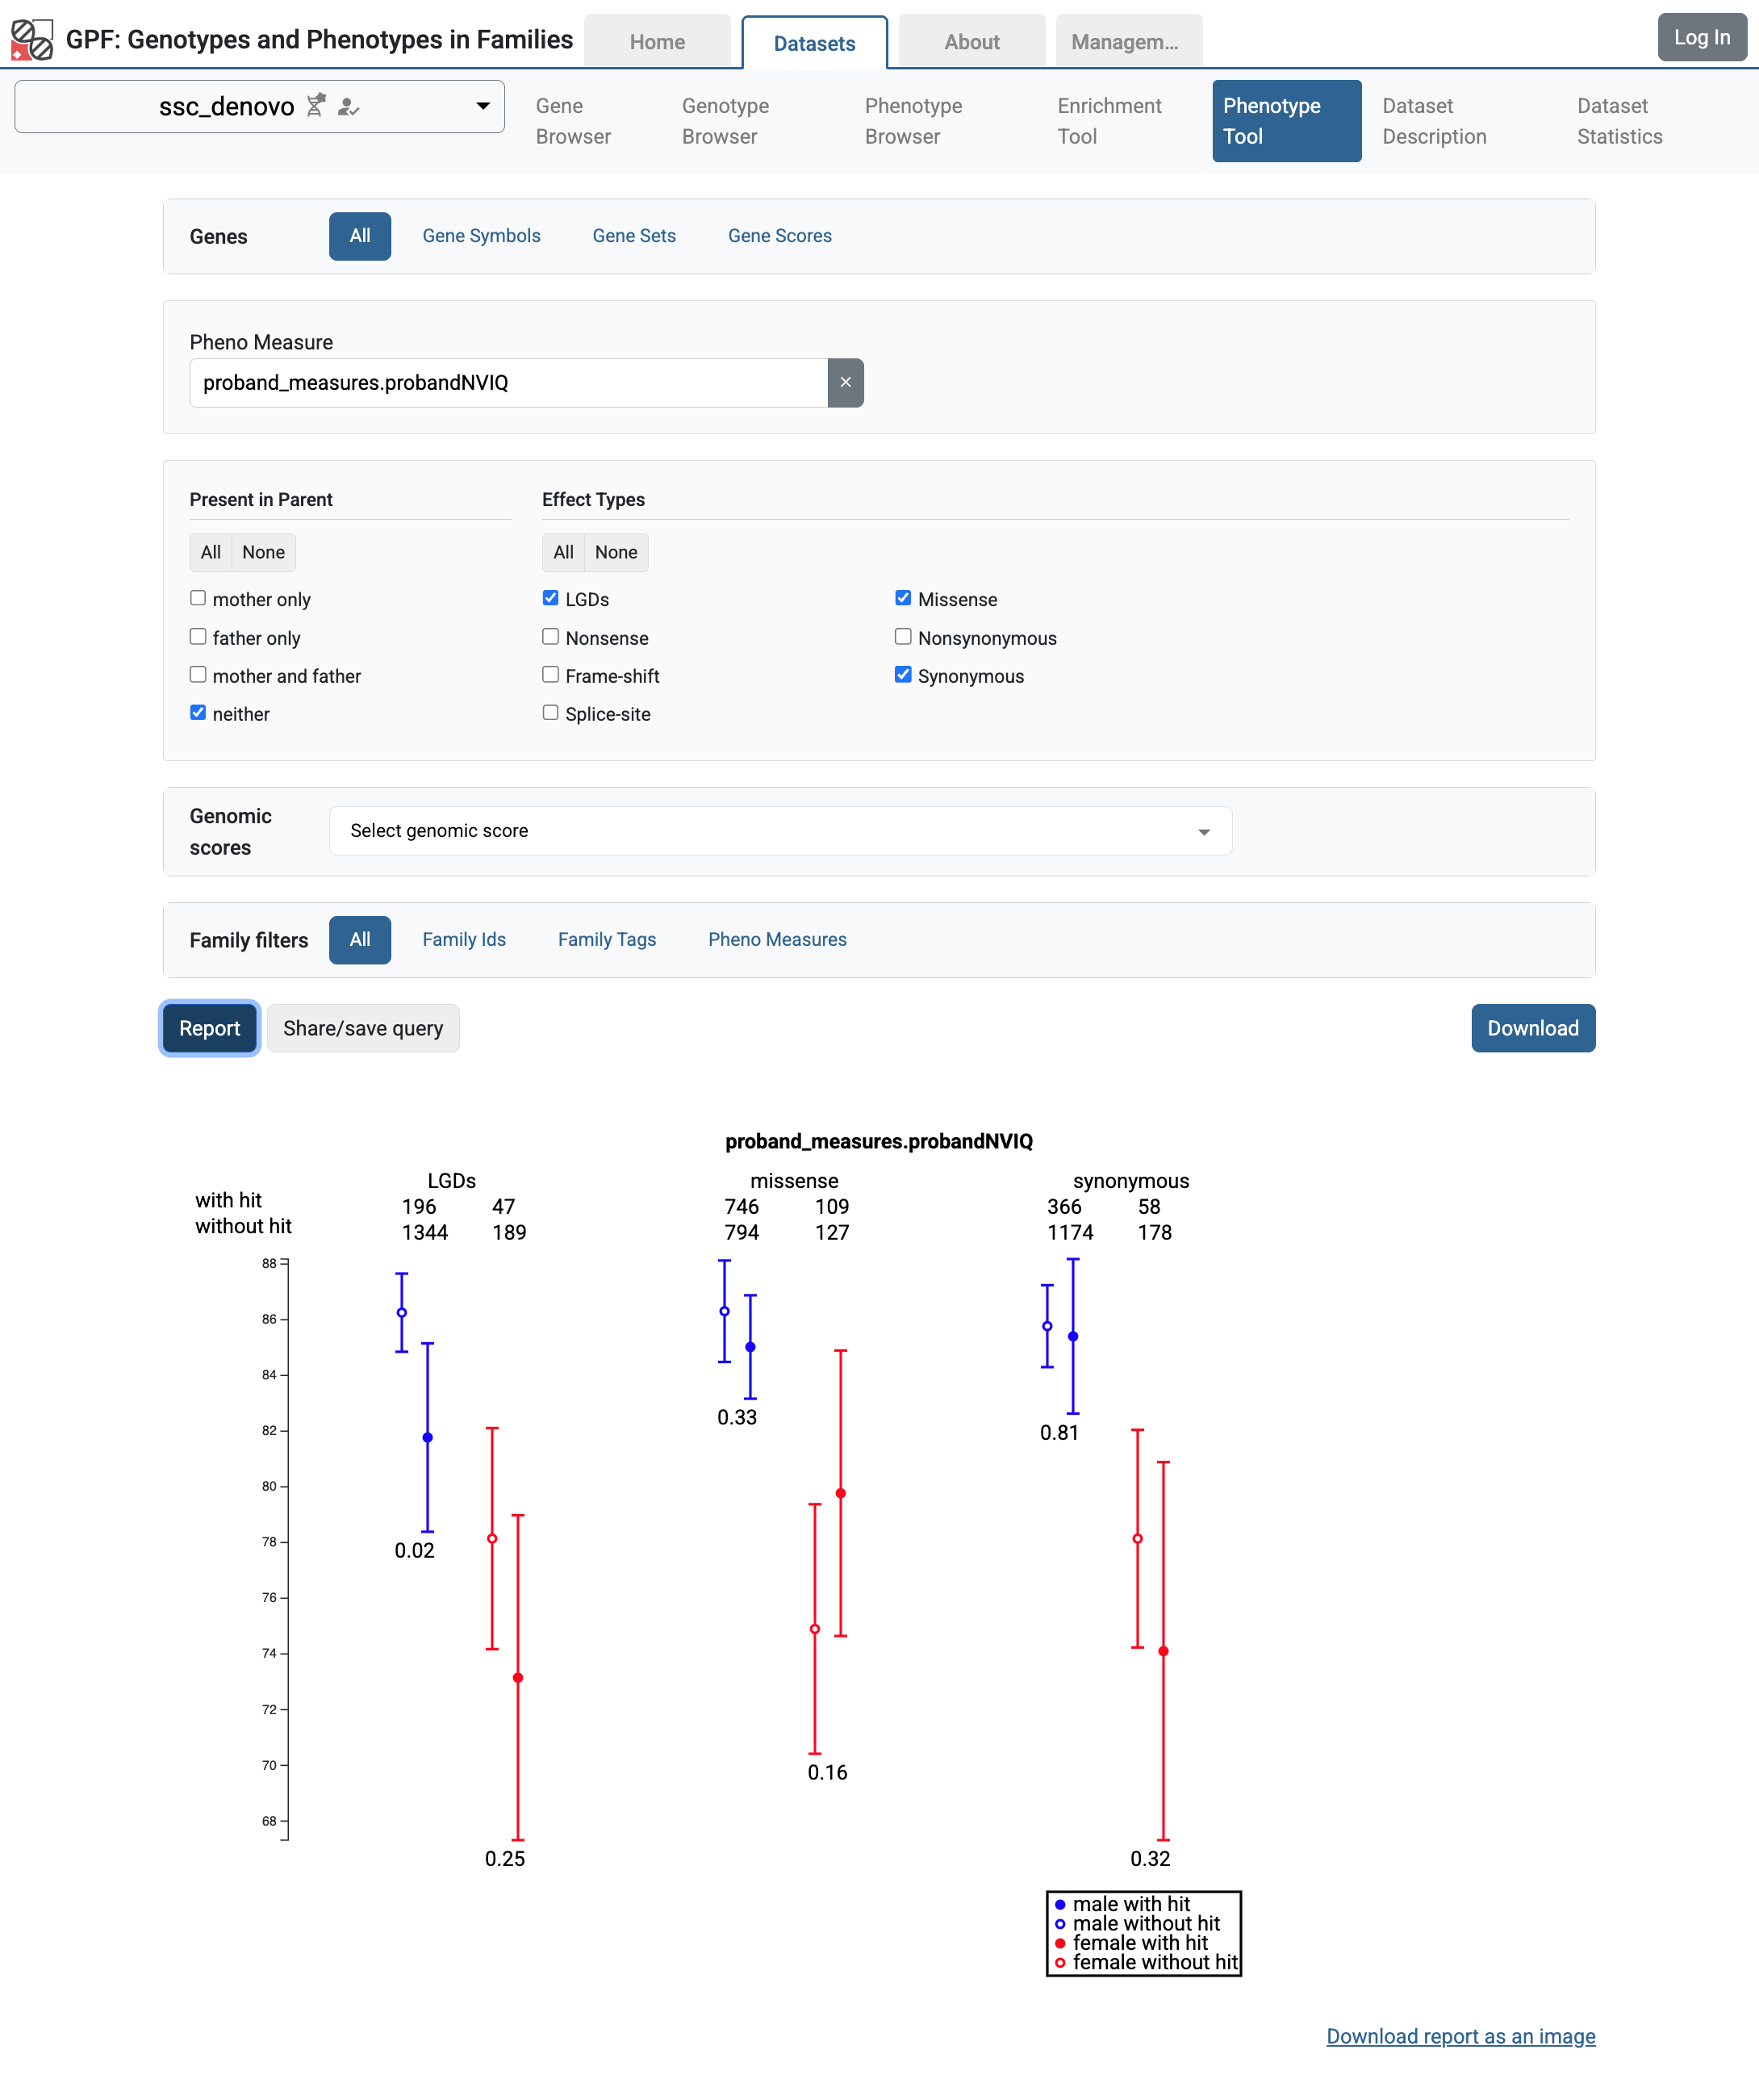 GPF: Genotypes and Phenotypes in Families
Home
Datasets
About
Managem...
Log In
ssc_denovo
Gene Browser
Genotype Browser
Phenotype Browser
Enrichment Tool
Phenotype Tool
Dataset Description
Dataset Statistics
Genes
All
Gene Symbols
Gene Sets
Gene Scores
Pheno Measure
proband_measures.probandNVIQ
×
Present in Parent
All
None
mother only
father only
mother and father
neither
Effect Types
All
None
LGDs
Nonsense
Frame-shift
Splice-site
Missense
Nonsynonymous
Synonymous
Genomic scores
Select genomic score
Family filters
All
Family Ids
Family Tags
Pheno Measures
Report
Share/save query
Download
proband_measures.probandNVIQ
LGDs
missense
synonymous
with hit
196
47
746
109
366
58
without hit
1344
189
794
127
1174
178
88
86
84
82
80
78
76
74
72
70
68
0.02
0.25
0.33
0.16
0.81
0.32
male with hit
male without hit
female with hit
female without hit
Download report as an image